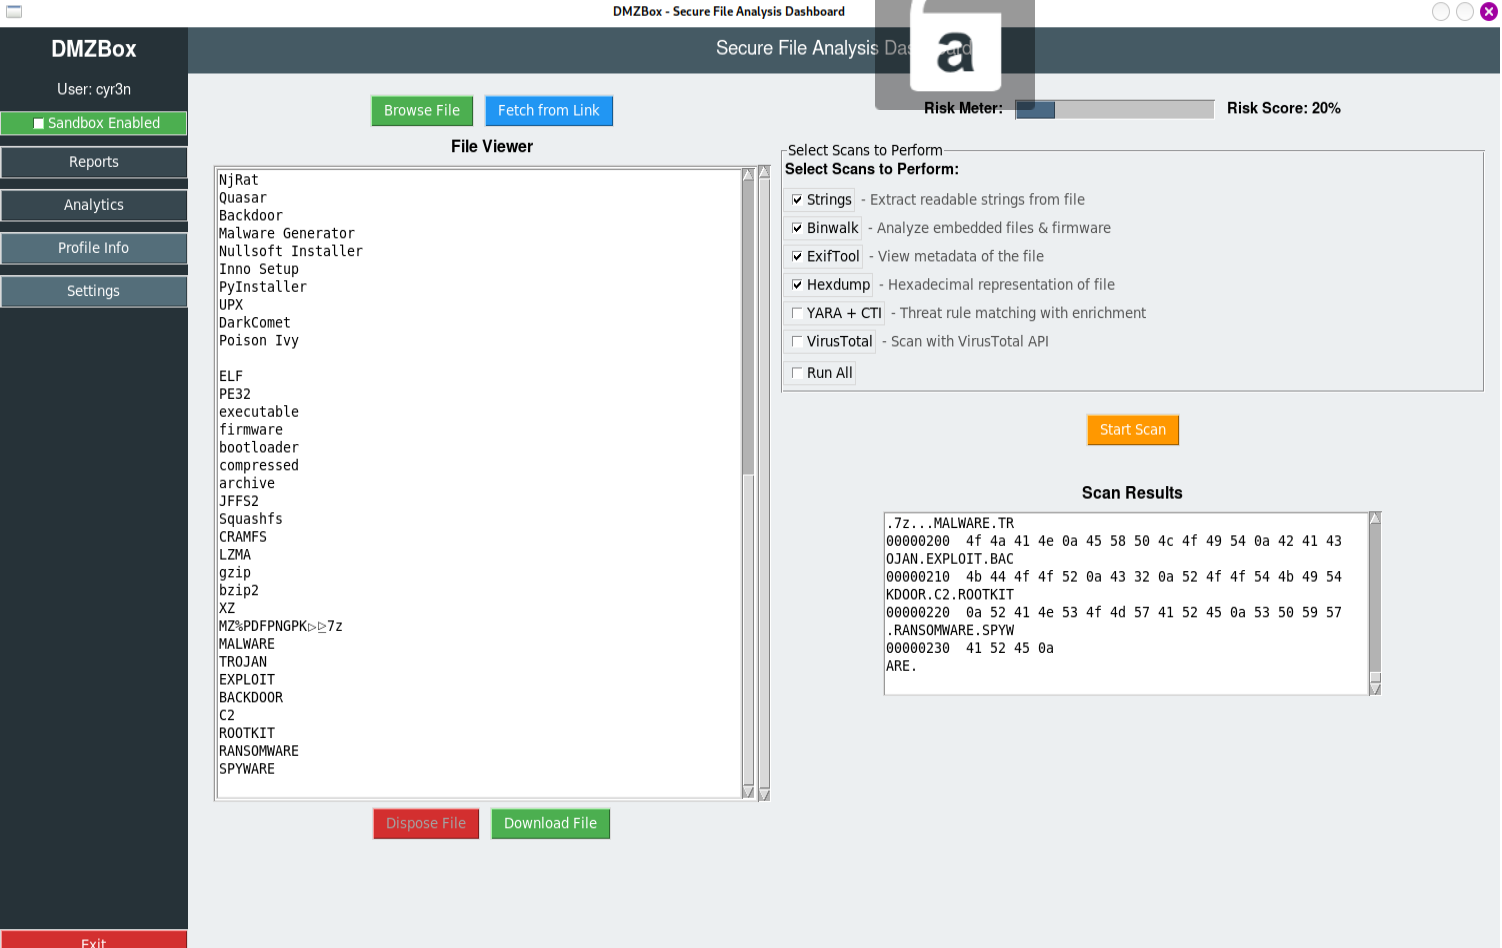 DMZBox - Secure File Analysis Dashboard
DMZBox
User: cyr3n
Sandbox Enabled
Reports
Analytics
Profile Info
Settings
Exit
Secure File Analysis Dashboard
a
Browse File
Fetch from Link
File Viewer
NjRat
Quasar
Backdoor
Malware Generator
Nullsoft Installer
Inno Setup
PyInstaller
UPX
DarkComet
Poison Ivy
ELF
PE32
executable
firmware
bootloader
compressed
archive
JFFS2
Squashfs
CRAMFS
LZMA
gzip
bzip2
XZ
MZ%PDFPNGPK▷⊵7z
MALWARE
TROJAN
EXPLOIT
BACKDOOR
C2
ROOTKIT
RANSOMWARE
SPYWARE
Dispose File
Download File
Risk Meter:
Risk Score: 20%
Select Scans to Perform
Select Scans to Perform:
Strings - Extract readable strings from file
Binwalk - Analyze embedded files & firmware
ExifTool - View metadata of the file
Hexdump - Hexadecimal representation of file
YARA + CTI - Threat rule matching with enrichment
VirusTotal - Scan with VirusTotal API
Run All
Start Scan
Scan Results
.7z...MALWARE.TR
00000200 4f 4a 41 4e 0a 45 58 50 4c 4f 49 54 0a 42 41 43
OJAN.EXPLOIT.BAC
00000210 4b 44 4f 4f 52 0a 43 32 0a 52 4f 4f 54 4b 49 54
KDOOR.C2.ROOTKIT
00000220 0a 52 41 4e 53 4f 4d 57 41 52 45 0a 53 50 59 57
.RANSOMWARE.SPYW
00000230 41 52 45 0a
ARE.